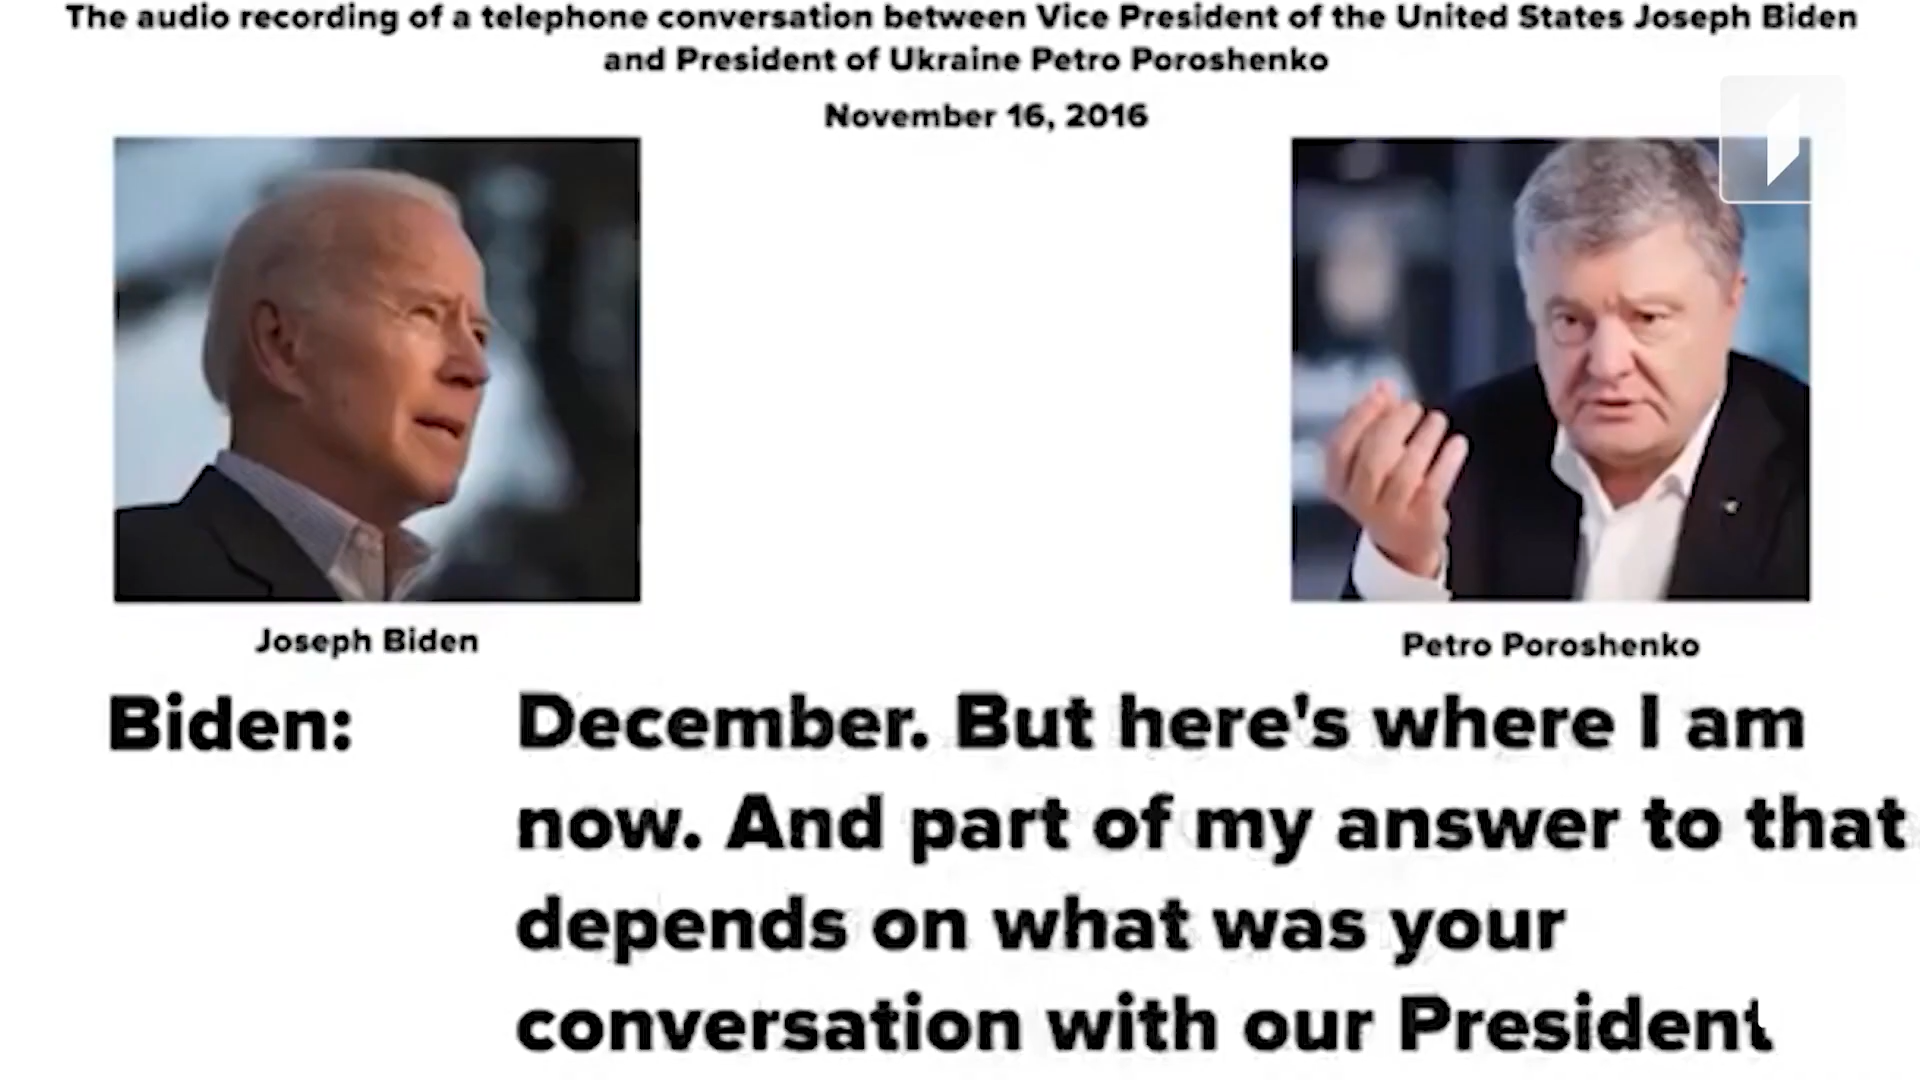 The audio recording of a telephone conversation between Vice President of the United States Joseph Biden
and President of Ukraine Petro Poroshenko
November 16, 2016
Joseph Biden
Petro Poroshenko
Biden: December. But here's where I am
now. And part of my answer to that
depends on what was your
conversation with our President